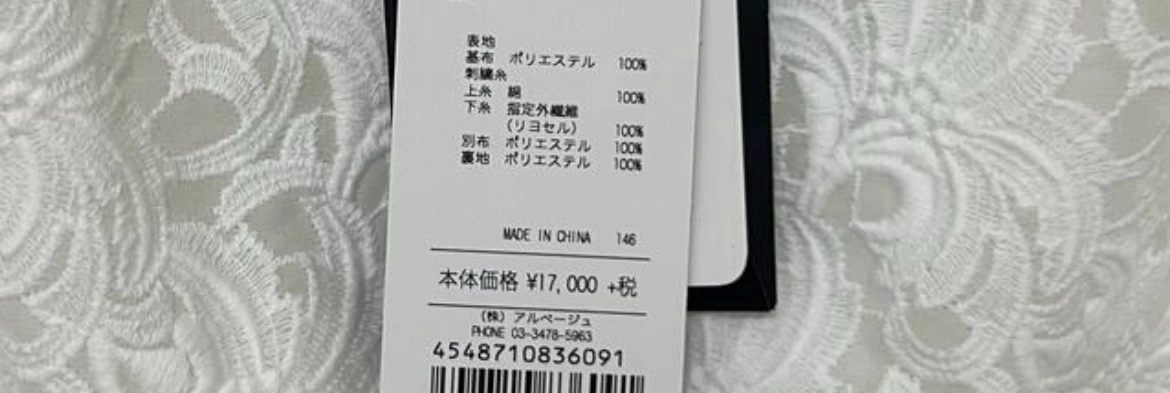 表地
基布 ポリエステル 100%
刺繍糸
上糸 綿 100%
下糸 指定外繊維
(リヨセル) 100%
別布 ポリエステル 100%
裏地 ポリエステル 100%
MADE IN CHINA 146
本体価格 ¥17,000 +税
(株) アルページュ
PHONE 03-3478-5963
4548710836091